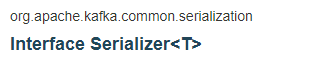 org.apache.kafka.common.serialization
Interface Serializer<T>